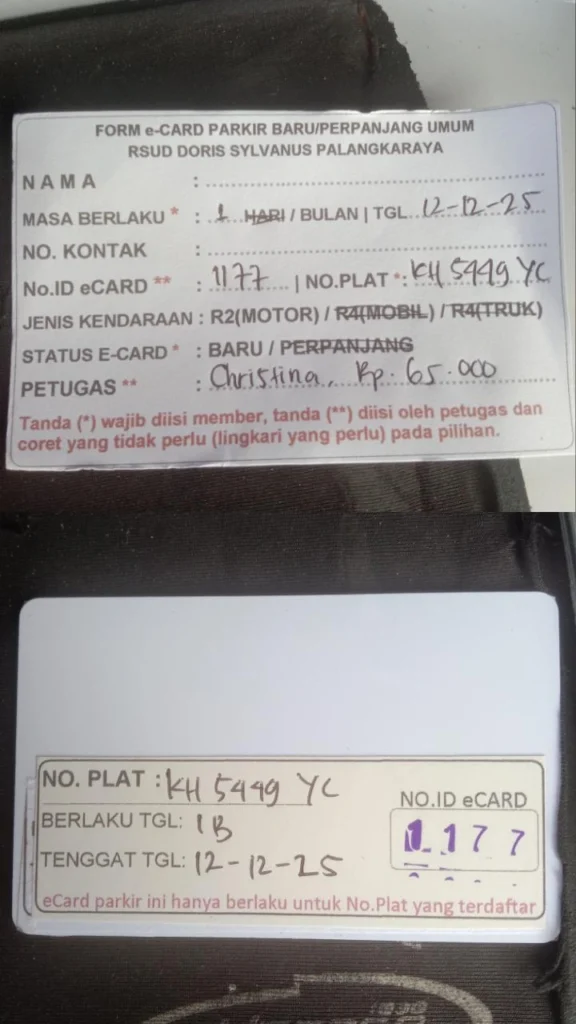 FORM e-CARD PARKIR BARU/PERPANJANG UMUM
RSUD DORIS SYLVANUS PALANGKARAYA
NAMA :
MASA BERLAKU * : 1 HARI / BULAN | TGL. 12-12-25
NO. KONTAK :
No.ID eCARD ** : 1177 | NO.PLAT *: KH 5449 YC
JENIS KENDARAAN : R2(MOTOR) / R4(MOBIL) / R4(TRUK)
STATUS E-CARD * : BARU / PERPANJANG
PETUGAS ** : Christina, Rp. 65.000
Tanda (*) wajib diisi member, tanda (**) diisi oleh petugas dan
coret yang tidak perlu (lingkari yang perlu) pada pilihan.
NO. PLAT : KH 5449 YC
BERLAKU TGL: 1B
TENGGAT TGL: 12-12-25
NO.ID eCARD
1177
eCard parkir ini hanya berlaku untuk No.Plat yang terdaftar